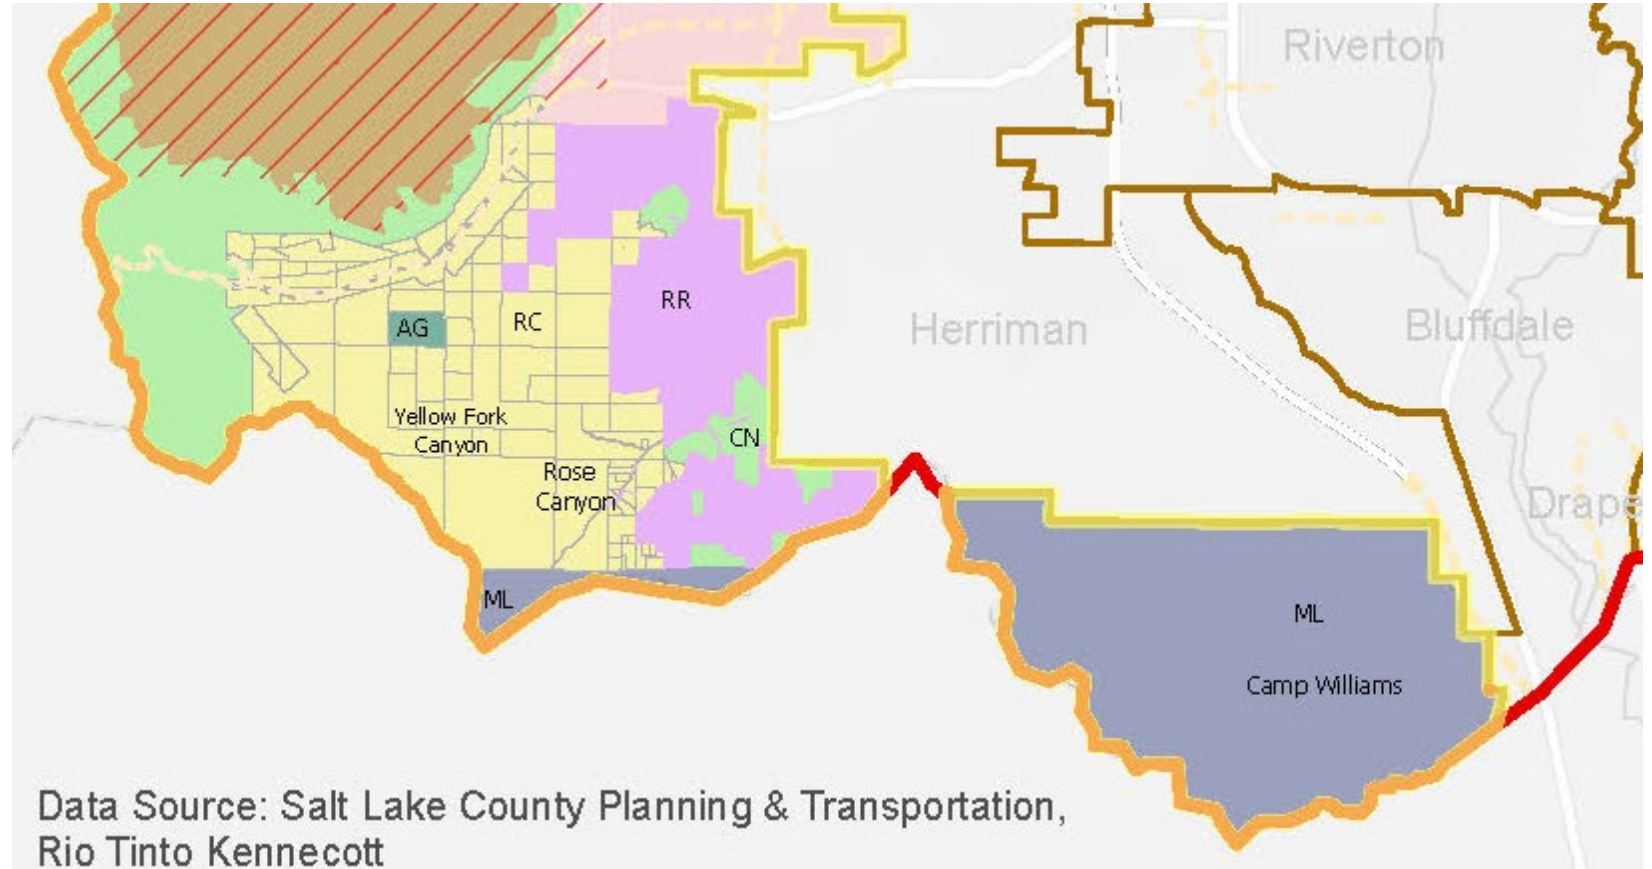 Riverton
RR
AG
RC
Herriman
Bluffdale
Yellow Fork
Canyon
CN
Rose
Canyon
Drape
ML
ML
Camp Williams
Data Source: Salt Lake County Planning & Transportation,
Rio Tinto Kennecott